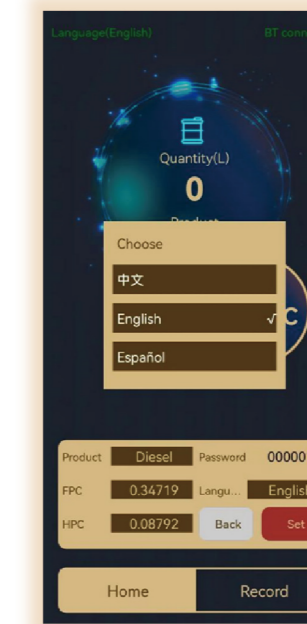 Language(English) BT conn
Quantity(L)
0
Choose
中文
English √
Español
C
Product Diesel Password 00000
FPC 0.34719 Langu... English
HPC 0.08792 Back Set
Home Record